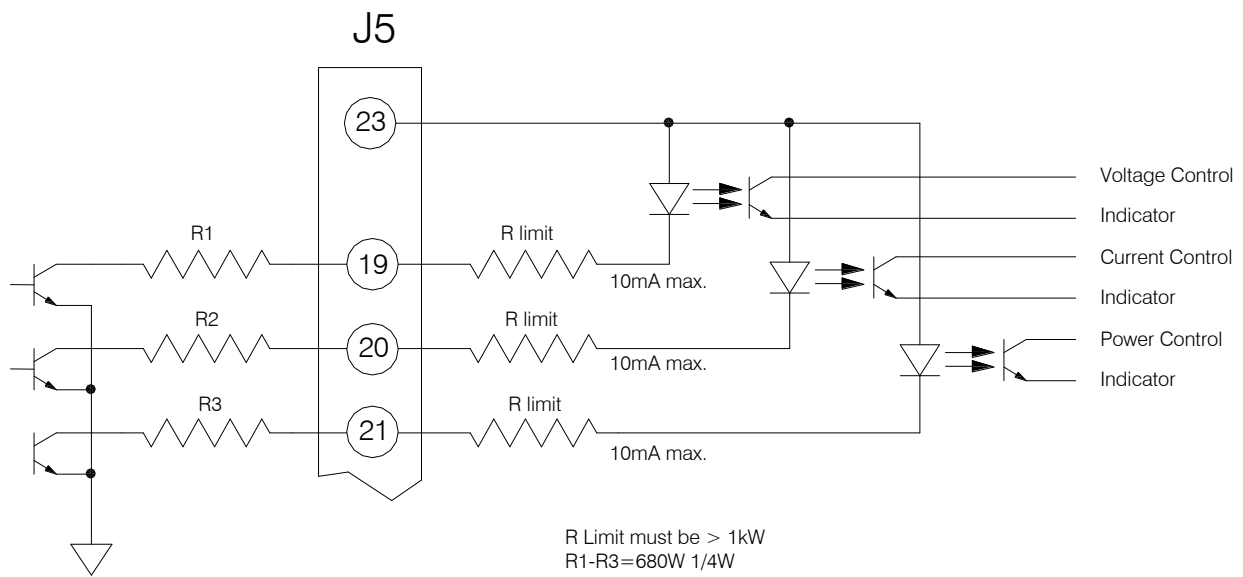 J5
23
Voltage Control
Indicator
R1
19
R limit
10mA max.
Current Control
Indicator
R2
20
R limit
10mA max.
Power Control
Indicator
R3
21
R limit
10mA max.
R Limit must be > 1kW
R1-R3=680W 1/4W